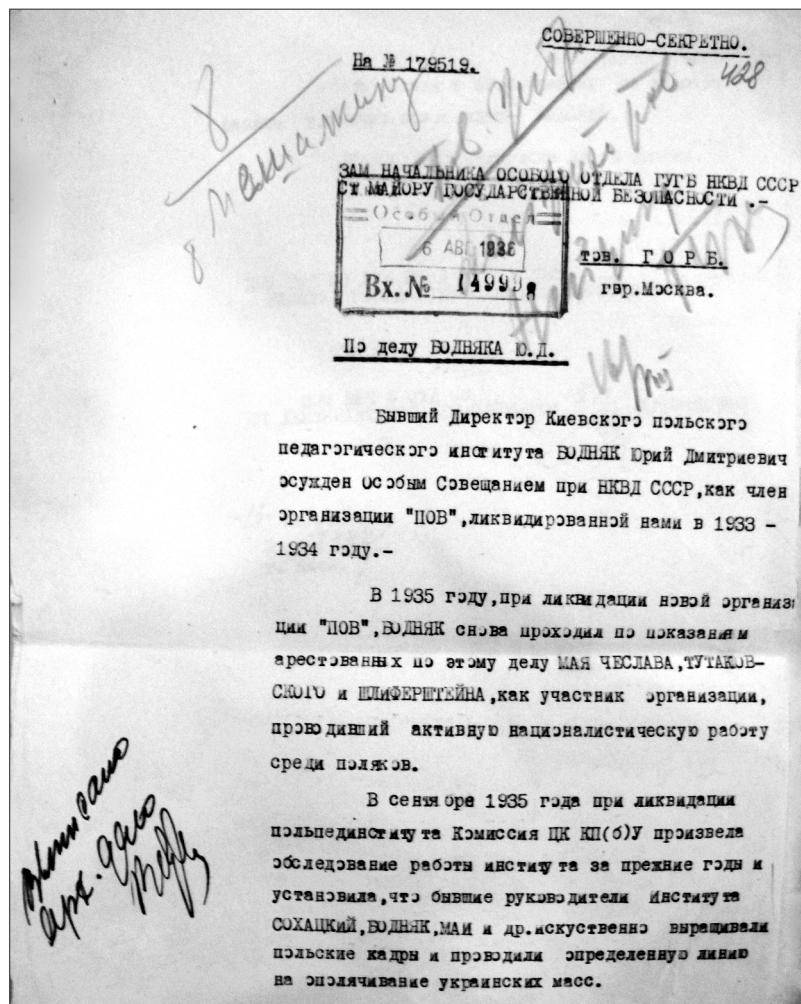 СОВЕРШЕННО-СЕКРЕТНО.
На № 179519.
428
8
ЗАМ НАЧАЛЬНИКА ОСОБОГО ОТДЕЛА ГУГБ НКВД СССР
СТ МАЙОРУ ГОСУДАРСТВЕННОЙ БЕЗОПАСНОСТИ.-
Особый Отдел
6 АВГ 1936
Вх.№ 14999
тов. Г О Р Б.
гор.Москва.
По делу БОДНЯКА Ю.Д.
Бывший Директор Киевского польского
педагогического института БОДНЯК Юрий Дмитриевич
осужден Особым Совещанием при НКВД СССР,как член
организации "ПОВ",ликвидированной нами в 1933 -
1934 году.-
В 1935 году,при ликвидации новой организа
ции "ПОВ",БОДНЯК снова проходил по показаниям
арестованных по этому делу МАЯ ЧЕСЛАВА,ТУТАКОВ-
СКОГО и ШЛИФЕРШТЕЙНА,как участник организации,
проводивший активную националистическую работу
среди поляков.
В сентябре 1935 года при ликвидации
польпединститута Комиссия ЦК КП(б)У произвела
обследование работы института за прежние годы и
установила,что бывшие руководители Института
СОХАЦКИЙ,БОДНЯК,МАЙ и др.искуственно выращивали
польские кадры и проводили определенную линию
на ополячивание украинских масс.